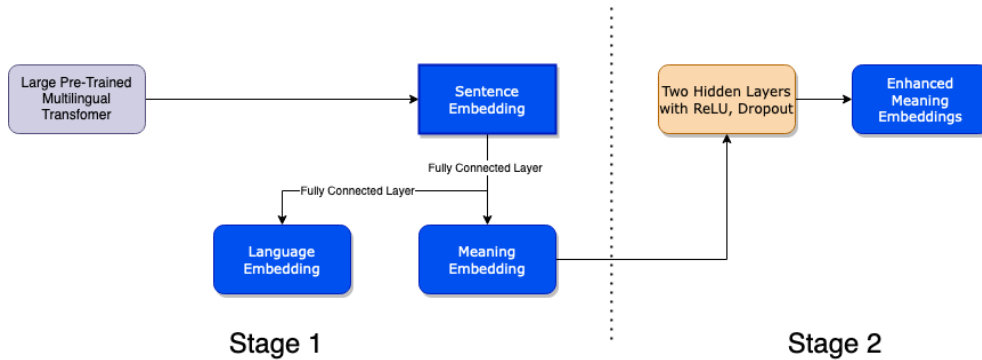 Large Pre-Trained
Multilingual
Transfomer
Sentence
Embedding
Two Hidden Layers
with ReLU, Dropout
Enhanced
Meaning
Embeddings
Fully Connected Layer
Fully Connected Layer
Language
Embedding
Meaning
Embedding
Stage 1
Stage 2